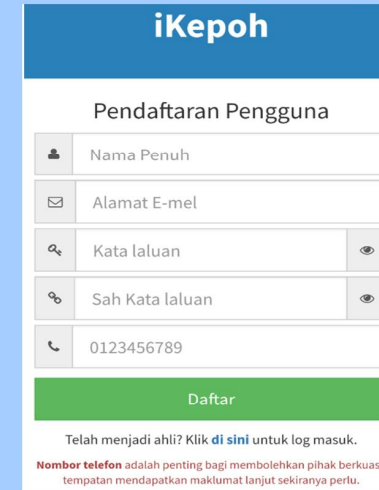 iKepoh
Pendaftaran Pengguna
Nama Penuh
Alamat E-mel
Kata laluan
Sah Kata laluan
0123456789
Daftar
Telah menjadi ahli? Klik di sini untuk log masuk.
Nombor telefon adalah penting bagi membolehkan pihak berkuas
tempatan mendapatkan maklumat lanjut sekiranya perlu.